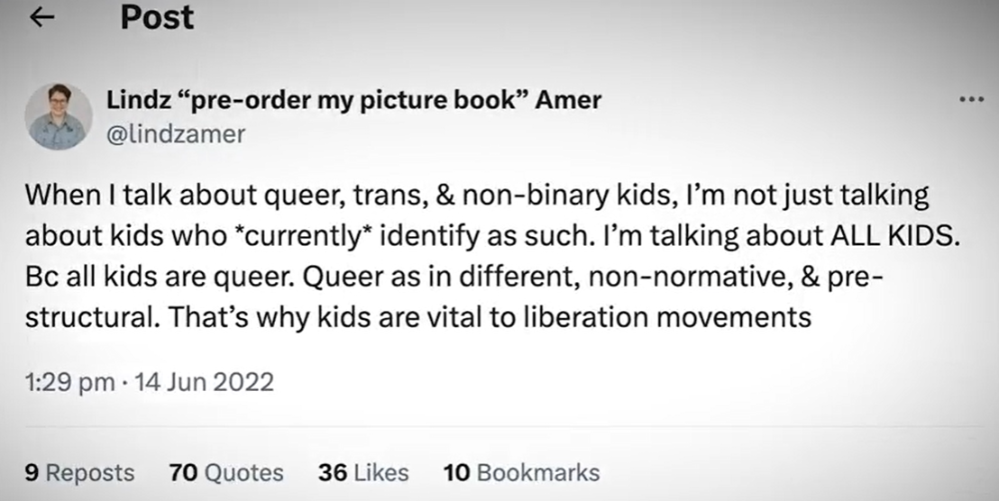 ← Post
Lindz “pre-order my picture book” Amer
@lindzamer
When I talk about queer, trans, & non-binary kids, I’m not just talking
about kids who *currently* identify as such. I’m talking about ALL KIDS.
Bc all kids are queer. Queer as in different, non-normative, & pre-
structural. That’s why kids are vital to liberation movements
1:29 pm · 14 Jun 2022
9 Reposts 70 Quotes 36 Likes 10 Bookmarks